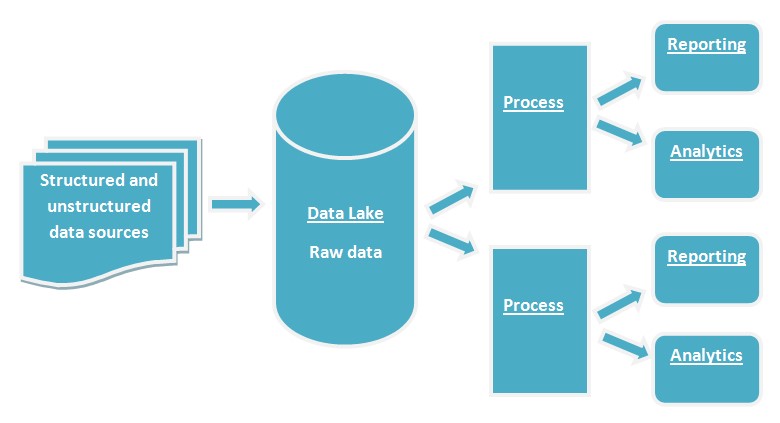 Structured and
unstructured
data sources
Data Lake
Raw data
Process
Reporting
Analytics
Process
Reporting
Analytics